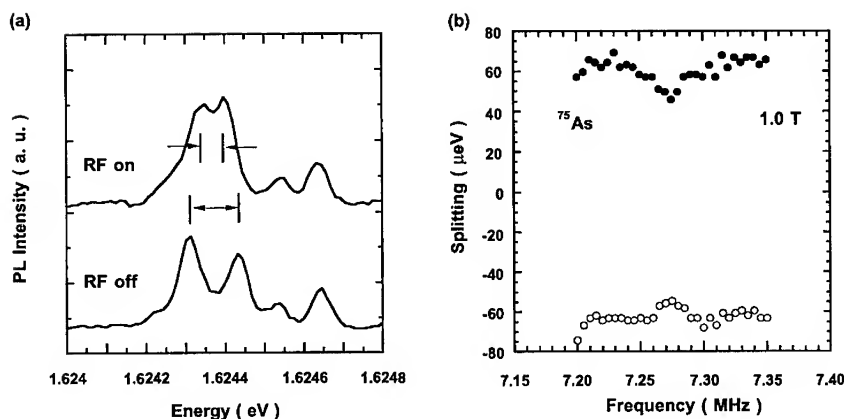 (a)
PL Intensity ( a. u. )
RF on
RF off
1.624
1.6242
1.6244
1.6246
1.6248
Energy ( eV )
(b)
Splitting ( μeV )
80
60
40
20
0
-20
-40
-60
-80
75As
1.0 T
7.15
7.20
7.25
7.30
7.35
7.40
Frequency ( MHz )